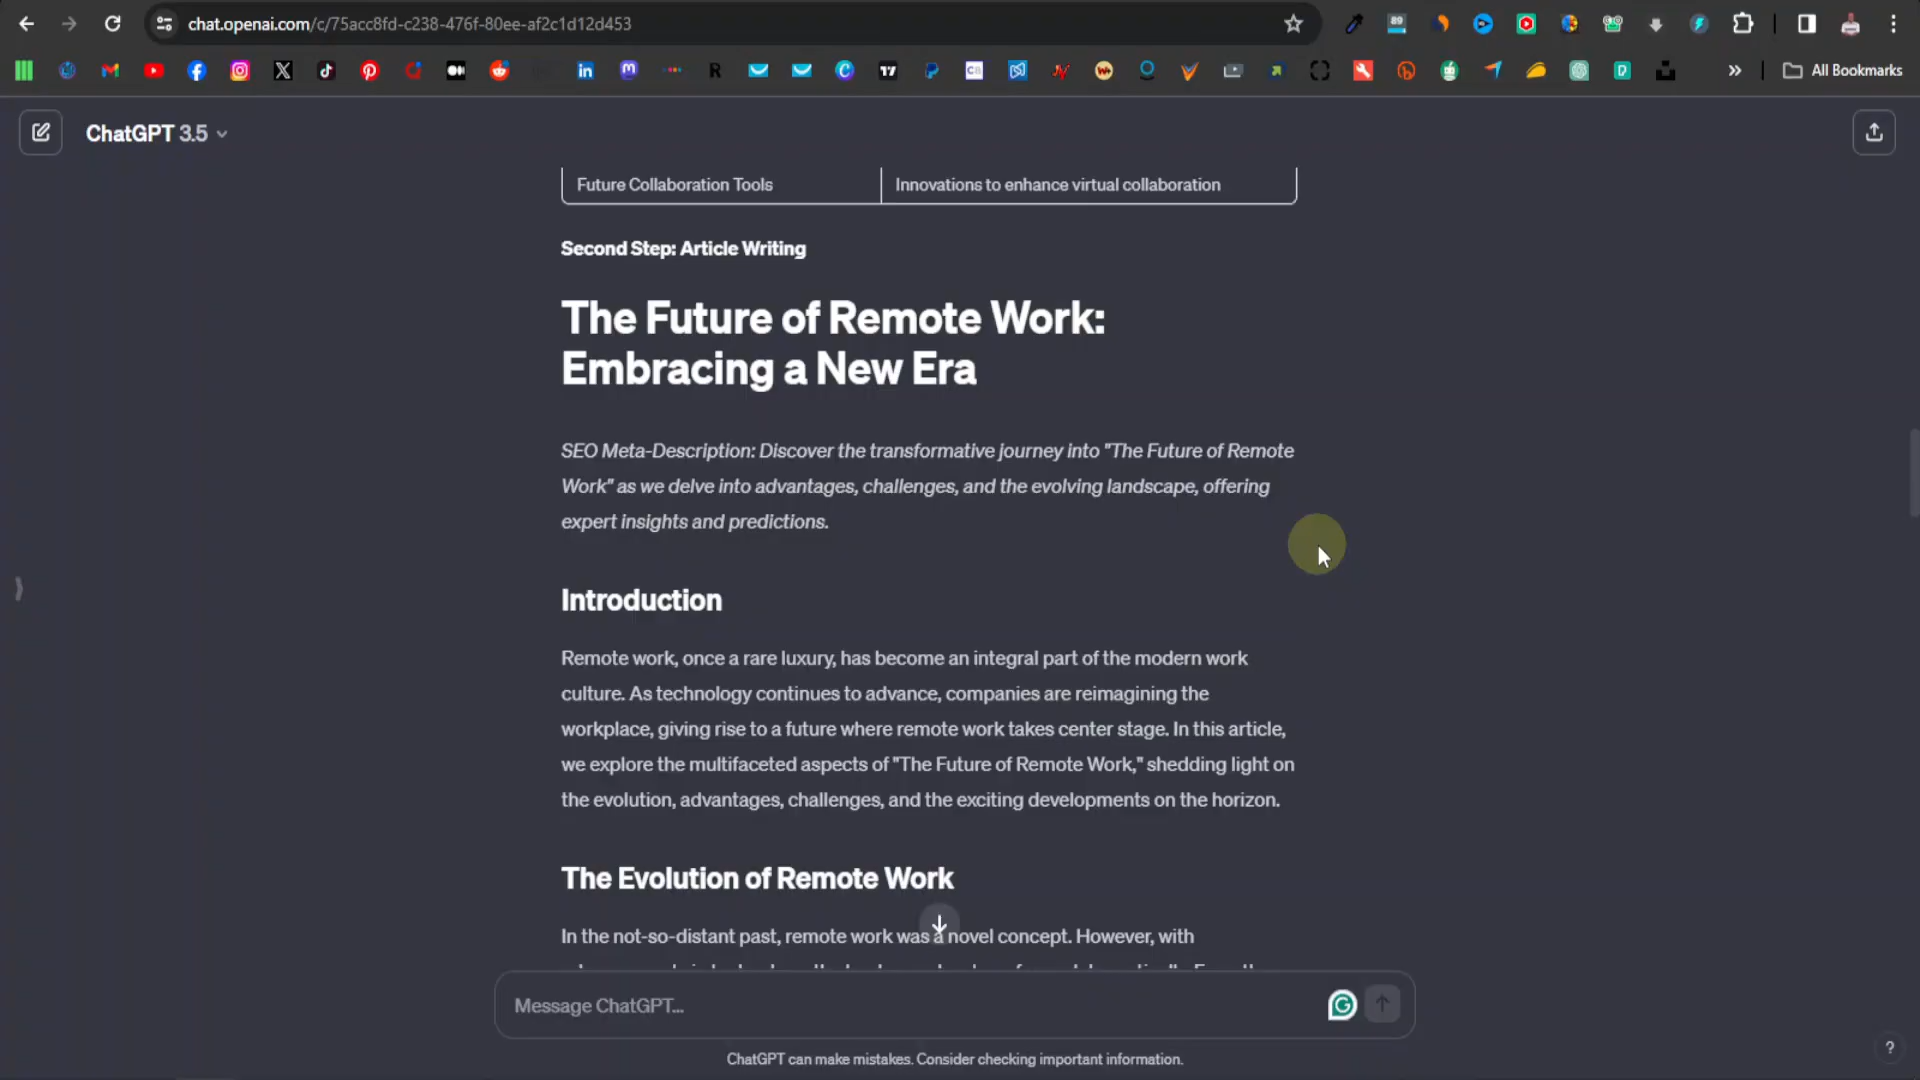 chat.openai.com/c/75acc8fd-c238-476f-80ee-af2c1d12d453
All Bookmarks
ChatGPT 3.5
Future Collaboration Tools
Innovations to enhance virtual collaboration
Second Step: Article Writing
The Future of Remote Work:
Embracing a New Era
SEO Meta-Description: Discover the transformative journey into "The Future of Remote
Work" as we delve into advantages, challenges, and the evolving landscape, offering
expert insights and predictions.
Introduction
Remote work, once a rare luxury, has become an integral part of the modern work
culture. As technology continues to advance, companies are reimagining the
workplace, giving rise to a future where remote work takes center stage. In this article,
we explore the multifaceted aspects of "The Future of Remote Work," shedding light on
the evolution, advantages, challenges, and the exciting developments on the horizon.
The Evolution of Remote Work
In the not-so-distant past, remote work was a novel concept. However, with
Message ChatGPT...
ChatGPT can make mistakes. Consider checking important information.
?